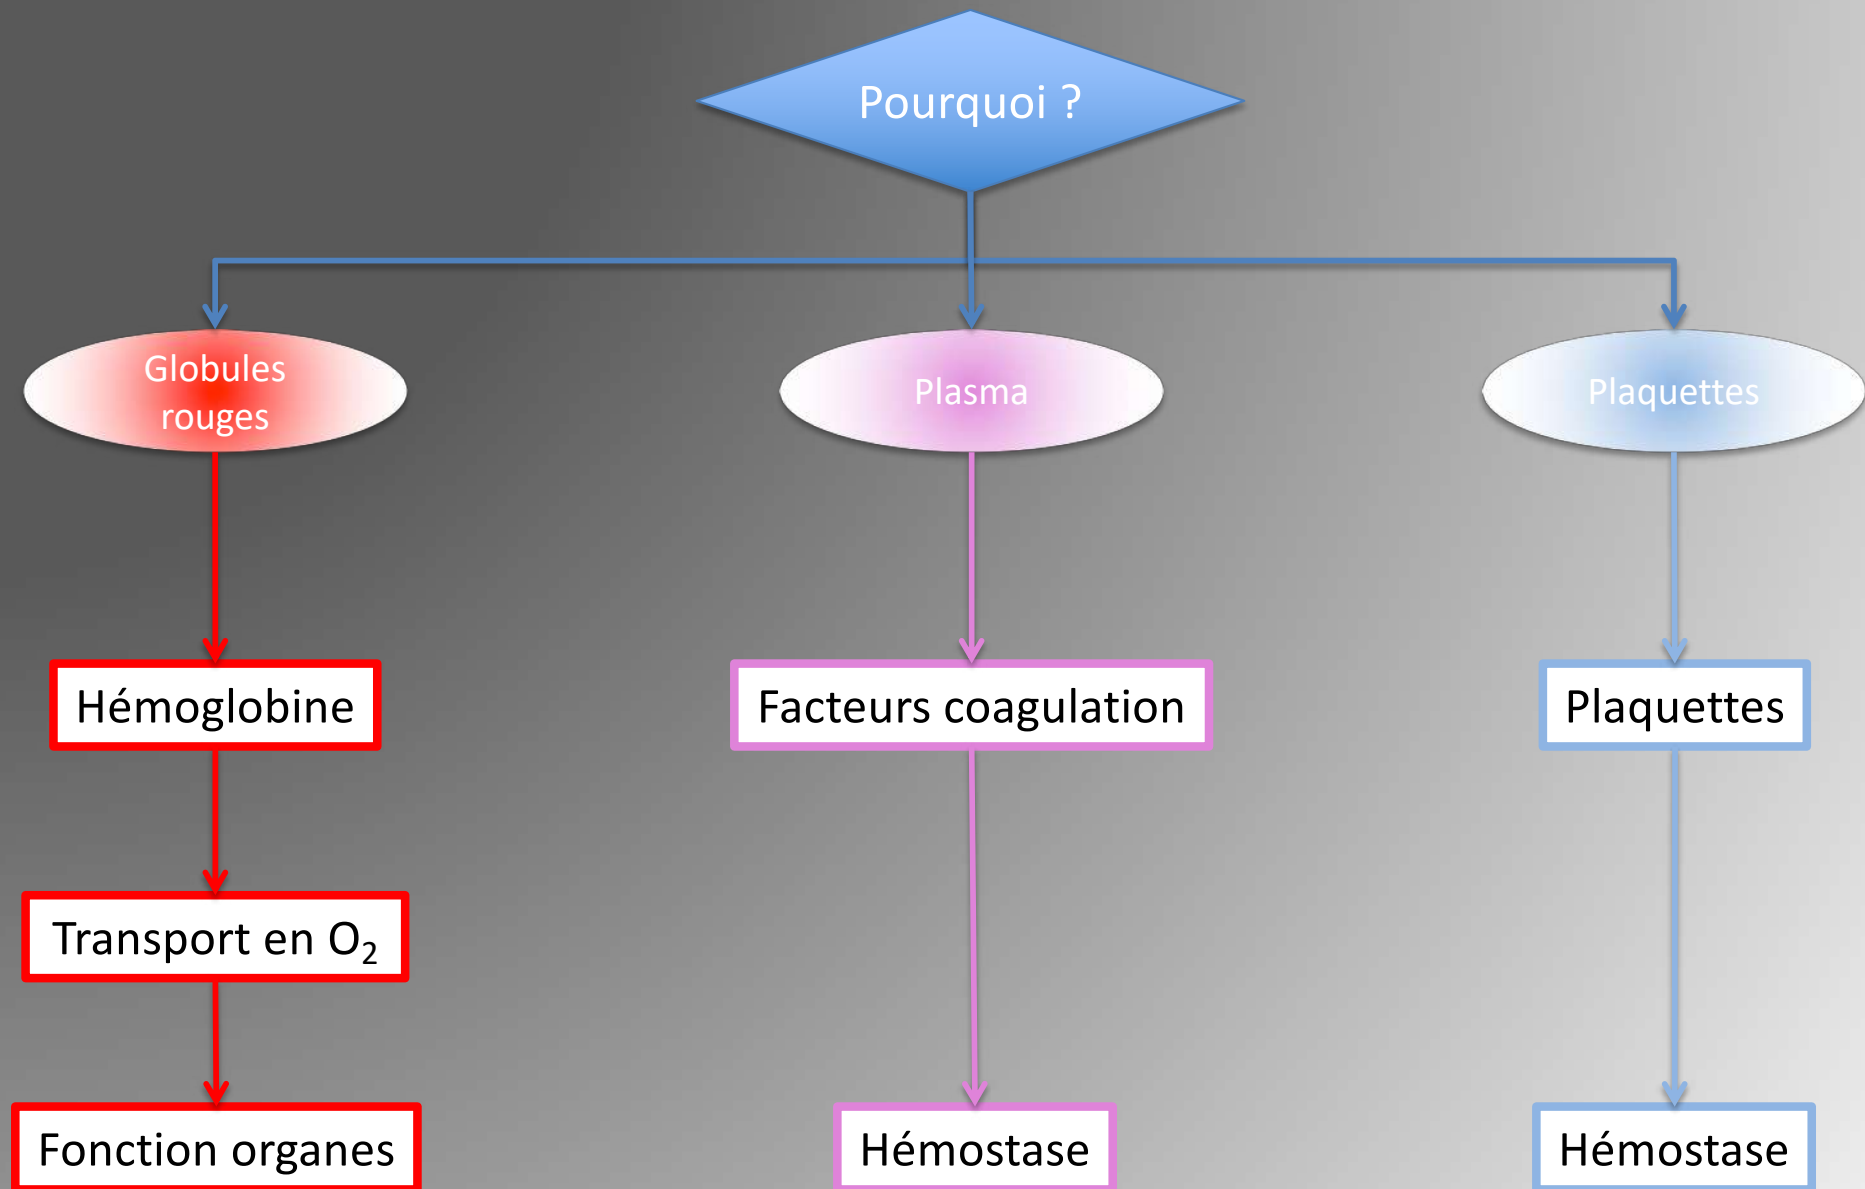 Pourquoi ?
Globules
rouges
Plasma
Plaquettes
Hémoglobine
Facteurs coagulation
Plaquettes
Transport en O₂
Fonction organes
Hémostase
Hémostase